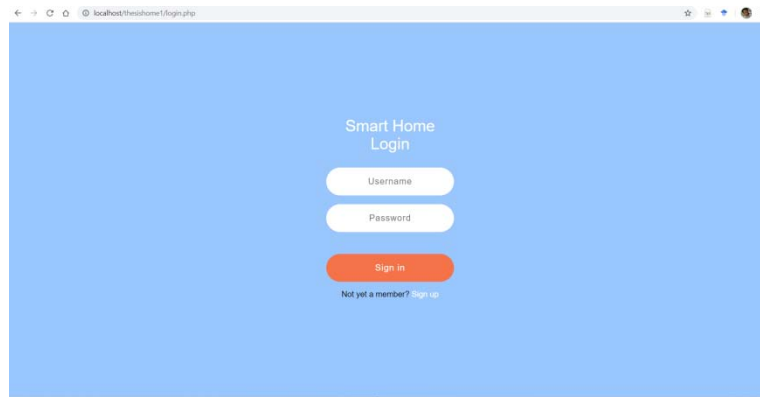 localhost/thesishome1/login.php
Smart Home
Login
Username
Password
Sign in
Not yet a member? Sign up